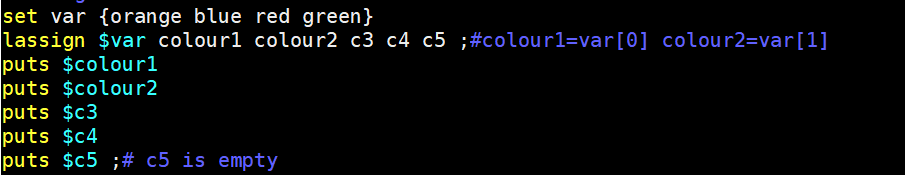 set var {orange blue red green}
lassign $var colour1 colour2 c3 c4 c5 ;#colour1=var[0] colour2=var[1]
puts $colour1
puts $colour2
puts $c3
puts $c4
puts $c5 ;# c5 is empty